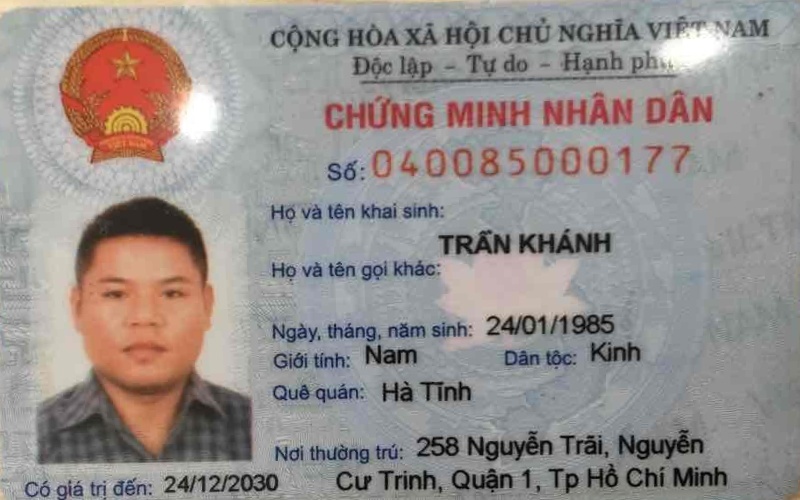 CỘNG HÒA XÃ HỘI CHỦ NGHĨA VIỆT NAM
Độc lập - Tự do - Hạnh
CHỨNG MINH NHÂN DÂN
Số: 040085000177
Họ và tên khai sinh:
TRẦN KHÁNH
Họ và tên gọi khác:
Ngày, tháng, năm sinh: 24/01/1985
Giới tính: Nam Dân tộc: Kinh
Quê quán: Hà Tĩnh
Nơi thường trú: 258 Nguyễn Trãi, Nguyễn
Cư Trinh, Quận 1, Tp Hồ Chí Minh
Có giá trị đến: 24/12/2030